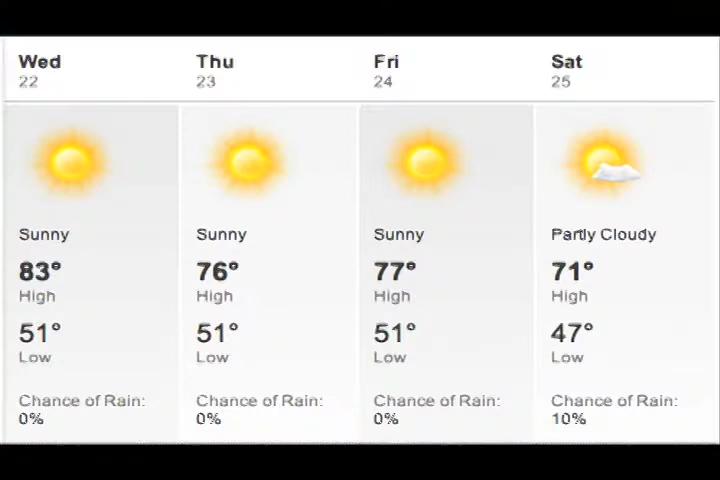 Wed
22
Sunny
83°
High
51°
Low
Chance of Rain:
0%
Thu
23
Sunny
76°
High
51°
Low
Chance of Rain:
0%
Fri
24
Sunny
77°
High
51°
Low
Chance of Rain:
0%
Sat
25
Partly Cloudy
71°
High
47°
Low
Chance of Rain:
10%